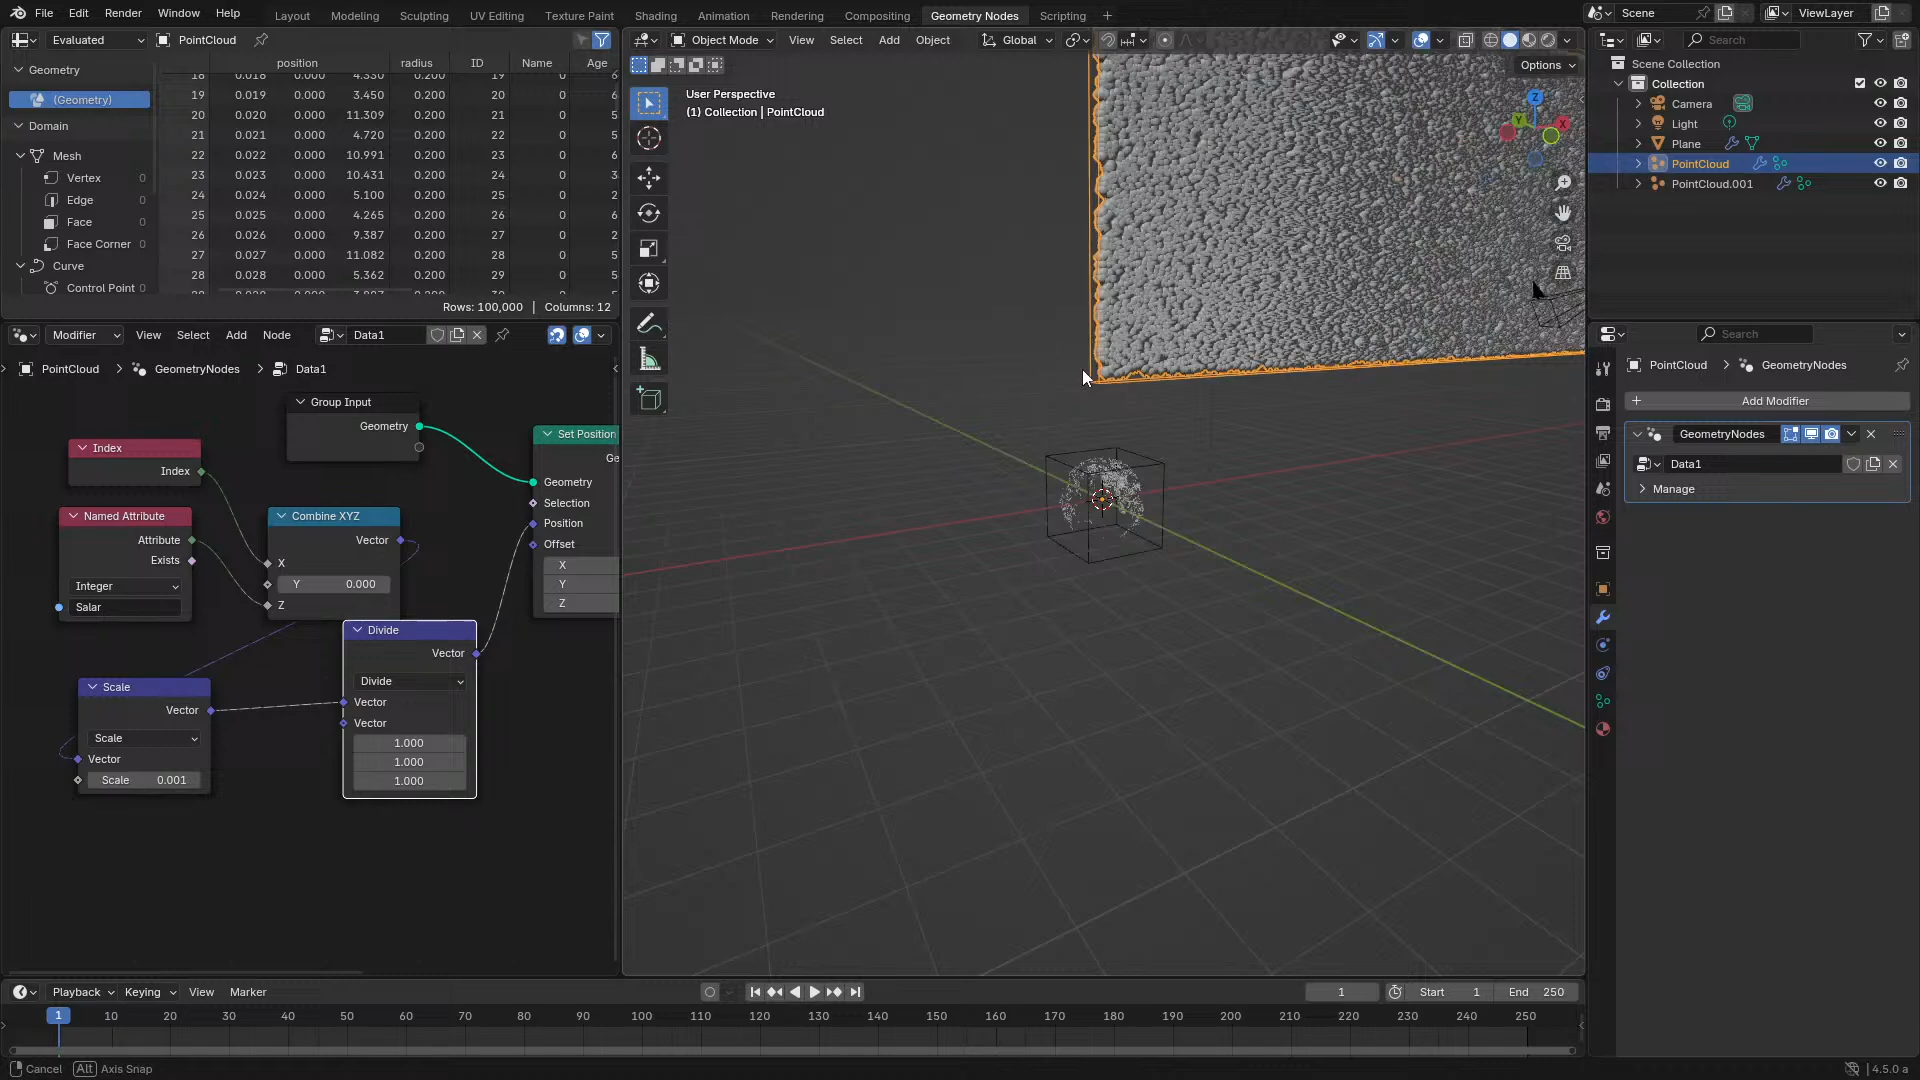 File Edit Render Window Help Layout Modeling Sculpting UV Editing Texture Paint Shading Animation Rendering Compositing Geometry Nodes Scripting + Scene ViewLayer
Evaluated PointCloud
Object Mode View Select Add Object Global
Search
Options
User Perspective
(1) Collection | PointCloud
Geometry
(Geometry)
Domain
Mesh
Vertex 0
Edge 0
Face 0
Face Corner 0
Curve
Control Point 0
position radius ID Name Age
18 0.018 0.000 4.330 0.200 19 0 6
19 0.019 0.000 3.450 0.200 20 0 6
20 0.020 0.000 11.309 0.200 21 0 5
21 0.021 0.000 4.720 0.200 22 0 5
22 0.022 0.000 10.991 0.200 23 0 6
23 0.023 0.000 10.431 0.200 24 0 3
24 0.024 0.000 5.100 0.200 25 0 2
25 0.025 0.000 4.265 0.200 26 0 6
26 0.026 0.000 9.387 0.200 27 0 2
27 0.027 0.000 11.082 0.200 28 0 5
28 0.028 0.000 5.362 0.200 29 0 5
Rows: 100,000 | Columns: 12
Z
Y
X
Scene Collection
Collection
Camera
Light
Plane
PointCloud
PointCloud.001
Modifier View Select Add Node Data1
PointCloud > GeometryNodes > Data1
Group Input
Geometry
Index
Index
Named Attribute
Attribute
Exists
Integer
Salar
Combine XYZ
Vector
X
Y 0.000
Z
Set Position
Ge
Geometry
Selection
Position
Offset
X
Y
Z
Divide
Vector
Divide
Vector
Vector
1.000
1.000
1.000
Scale
Vector
Scale
Vector
Scale 0.001
Search
PointCloud > GeometryNodes
+ Add Modifier
GeometryNodes
Data1
Manage
Playback Keying View Marker 1 Start 1 End 250
1 10 20 30 40 50 60 70 80 90 100 110 120 130 140 150 160 170 180 190 200 210 220 230 240 250
Cancel Alt Axis Snap 4.5.0 a